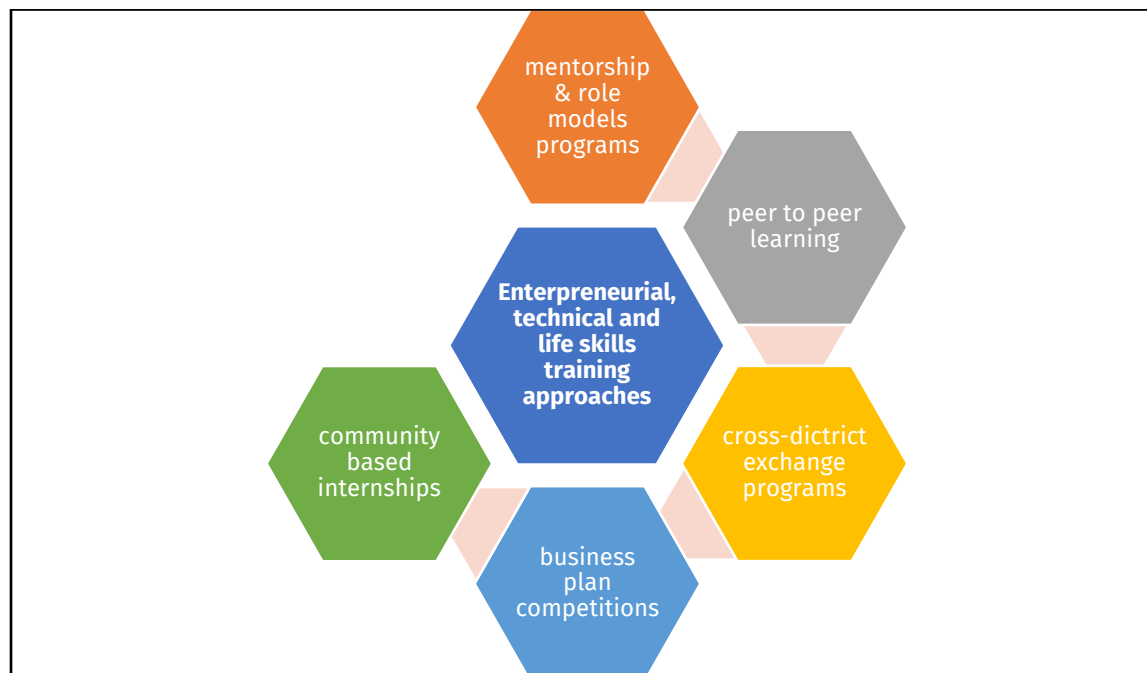 mentorship
& role
models
programs
peer to peer
learning
Enterpreneurial,
technical and
life skills
training
approaches
cross-dictrict
exchange
programs
business
plan
competitions
community
based
internships